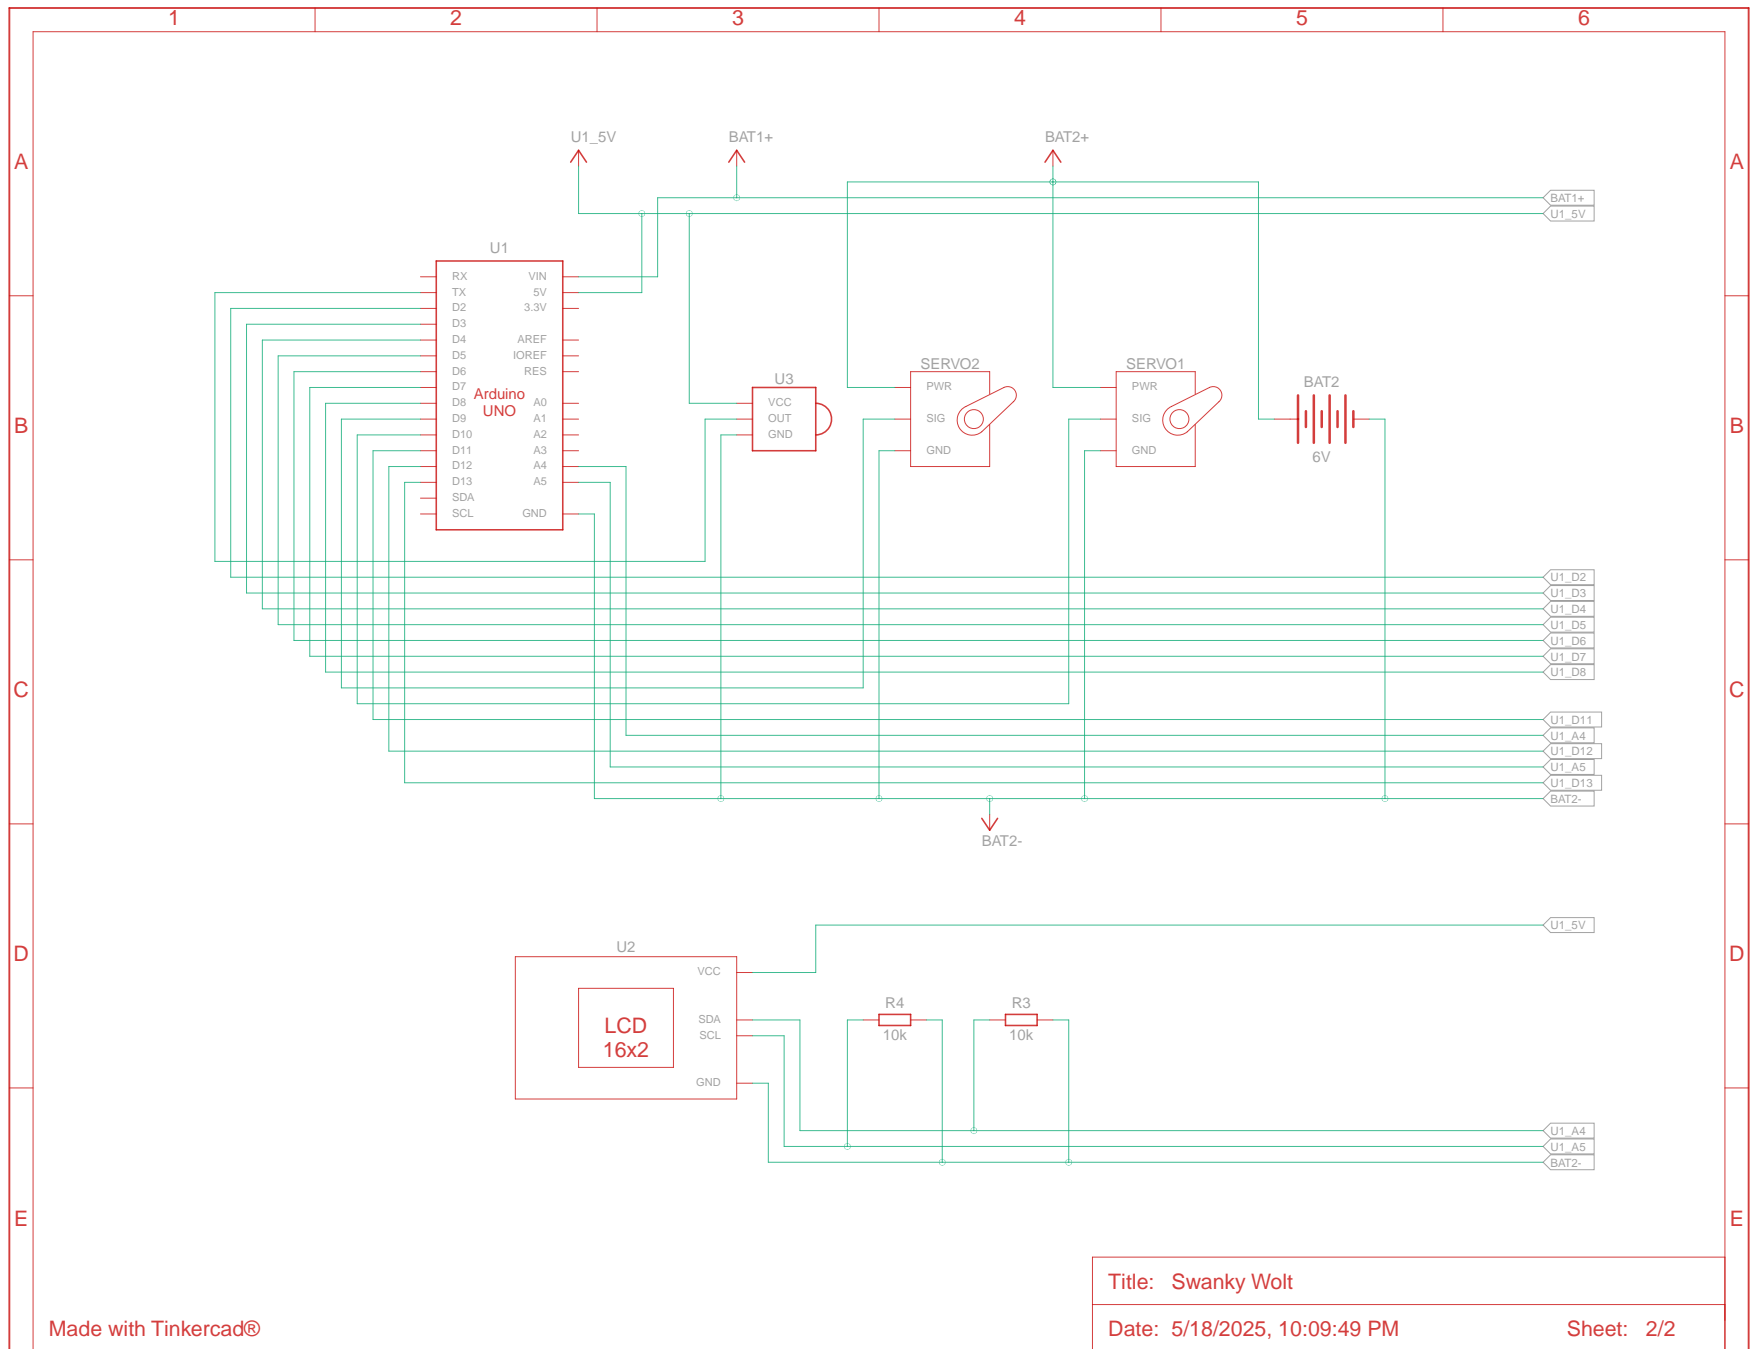 1 2 3 4 5 6
U1_5V BAT1+ BAT2+
A A
BAT1+
U1_5V
U1
RX VIN
TX 5V
D2 3.3V
D3
D4 AREF
D5 IOREF
D6 RES
D7
Arduino
UNO
D8 A0
D9 A1
D10 A2
D11 A3
D12 A4
D13 A5
SDA
SCL GND
U3
VCC
OUT
GND
SERVO2
PWR
SIG
GND
SERVO1
PWR
SIG
GND
BAT2
6V
B B
U1_D2
U1_D3
U1_D4
U1_D5
U1_D6
U1_D7
U1_D8
C C
U1_D11
U1_A4
U1_D12
U1_A5
U1_D13
BAT2-
BAT2-
U1_5V
D D
U2
VCC
SDA
SCL
GND
LCD
16x2
R4
10k
R3
10k
U1_A4
U1_A5
BAT2-
E E
Title: Swanky Wolt
Made with Tinkercad®
Date: 5/18/2025, 10:09:49 PM Sheet: 2/2